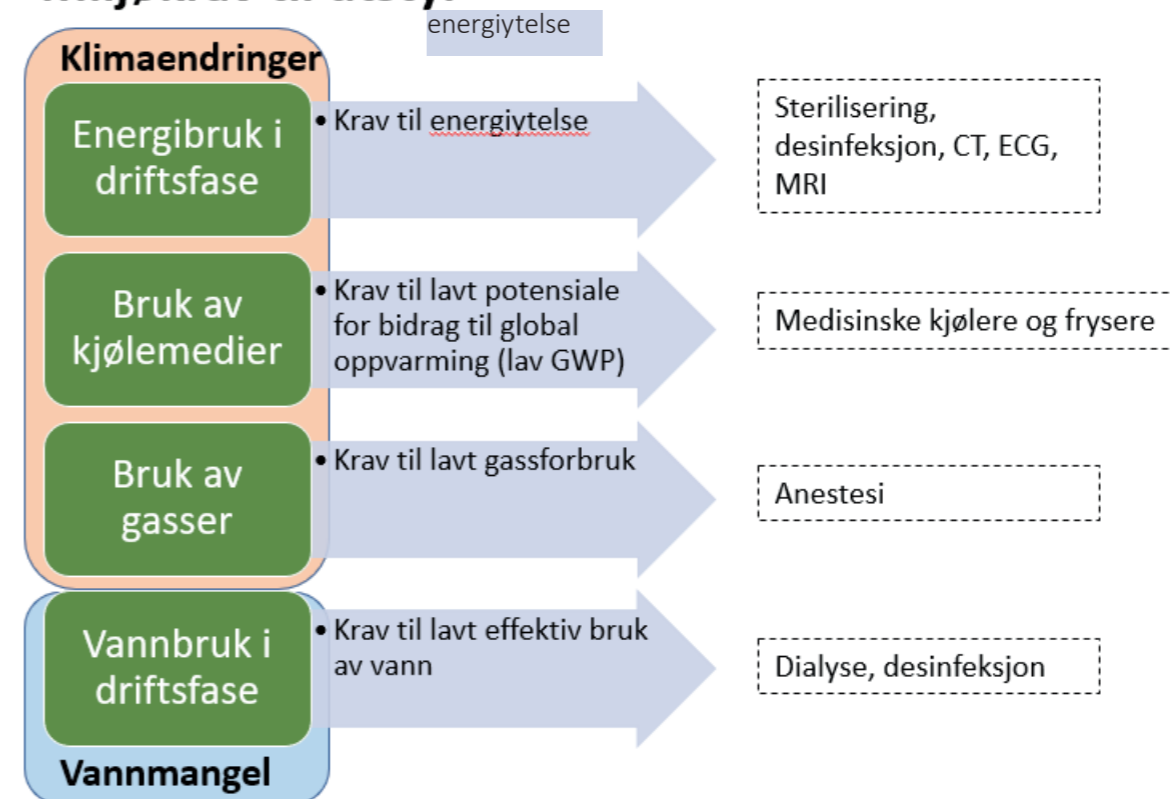 energiytelse
Klimaendringer
Energibruk i
driftsfase
• Krav til energiytelse
Sterilisering,
desinfeksjon, CT, ECG,
MRI
Bruk av
kjølemedier
• Krav til lavt potensiale
for bidrag til global
oppvarming (lav GWP)
Medisinske kjølere og frysere
Bruk av
gasser
• Krav til lavt gassforbruk
Anestesi
Vannbruk i
driftsfase
• Krav til lavt effektiv bruk
av vann
Dialyse, desinfeksjon
Vannmangel